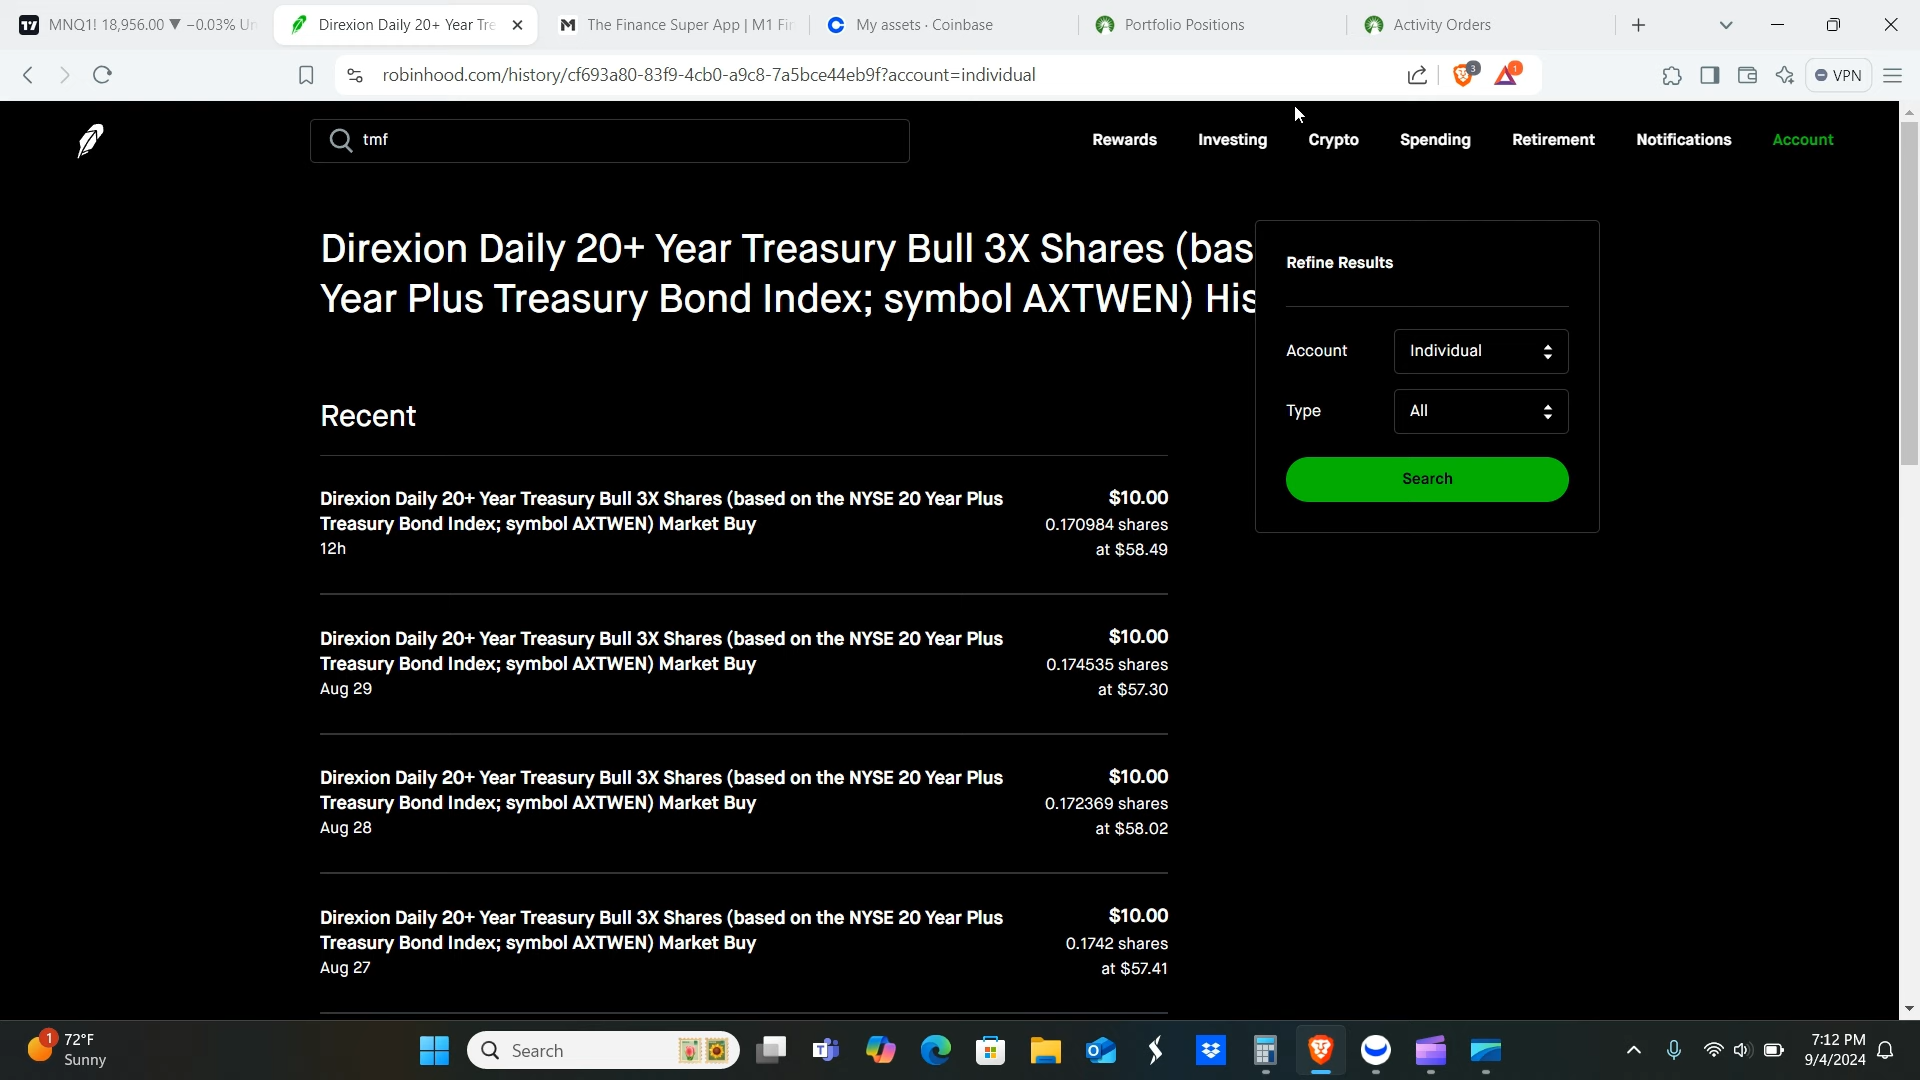 MNQ1! 18,956.00 ▼ −0.03% Un
Direxion Daily 20+ Year Tre
The Finance Super App | M1 Fin
My assets · Coinbase
Portfolio Positions
Activity Orders
robinhood.com/history/cf693a80-83f9-4cb0-a9c8-7a5bce44eb9f?account=individual
3
1
VPN
tmf
Rewards
Investing
Crypto
Spending
Retirement
Notifications
Account
Direxion Daily 20+ Year Treasury Bull 3X Shares (bas
Year Plus Treasury Bond Index; symbol AXTWEN) His
Refine Results
Account
Individual
Type
All
Search
Recent
Direxion Daily 20+ Year Treasury Bull 3X Shares (based on the NYSE 20 Year Plus
Treasury Bond Index; symbol AXTWEN) Market Buy
12h
$10.00
0.170984 shares
at $58.49
Direxion Daily 20+ Year Treasury Bull 3X Shares (based on the NYSE 20 Year Plus
Treasury Bond Index; symbol AXTWEN) Market Buy
Aug 29
$10.00
0.174535 shares
at $57.30
Direxion Daily 20+ Year Treasury Bull 3X Shares (based on the NYSE 20 Year Plus
Treasury Bond Index; symbol AXTWEN) Market Buy
Aug 28
$10.00
0.172369 shares
at $58.02
Direxion Daily 20+ Year Treasury Bull 3X Shares (based on the NYSE 20 Year Plus
Treasury Bond Index; symbol AXTWEN) Market Buy
Aug 27
$10.00
0.1742 shares
at $57.41
1
72°F
Sunny
Search
7:12 PM
9/4/2024